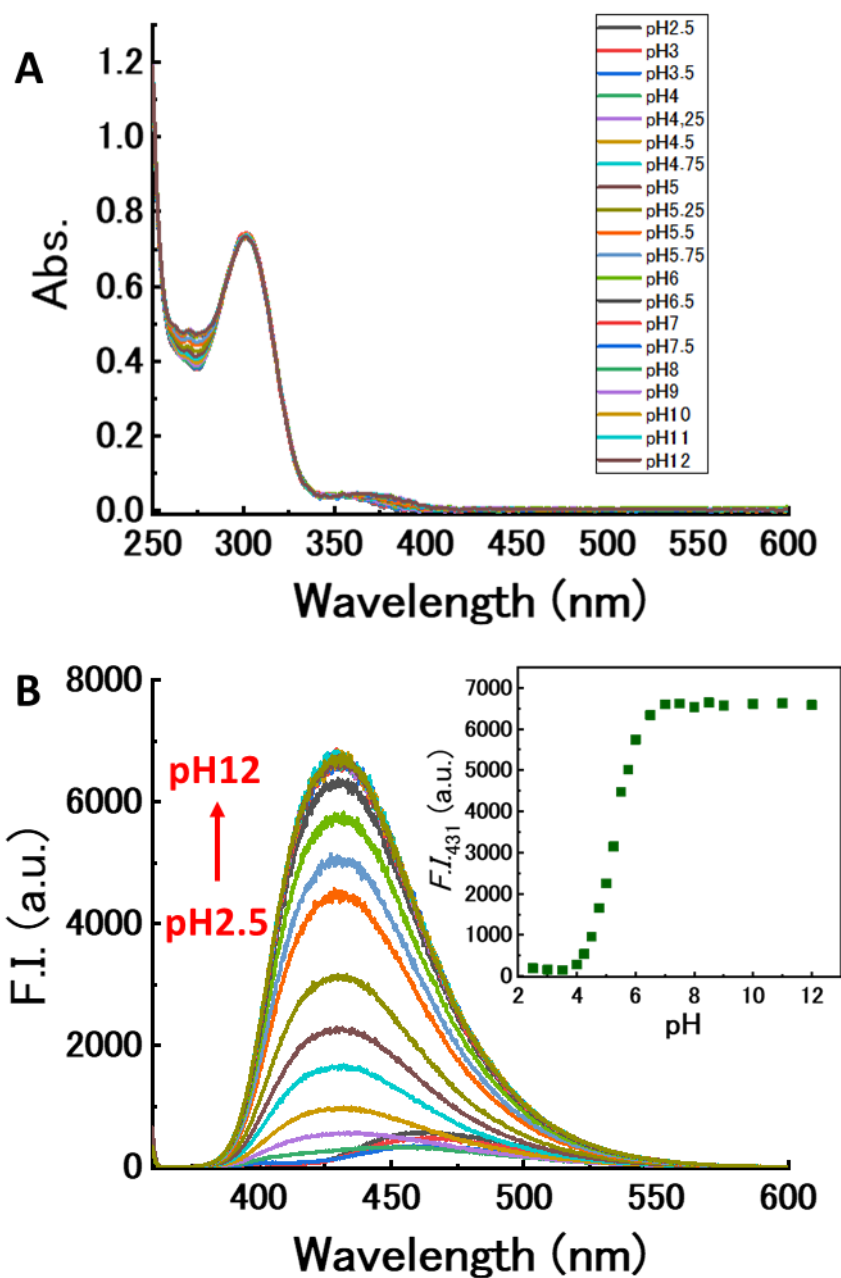 A
pH2.5
pH3
pH3.5
pH4
pH4,25
pH4.5
pH4.75
pH5
pH5.25
pH5.5
pH5.75
pH6
pH6.5
pH7
pH7.5
pH8
pH9
pH10
pH11
pH12
1.2
1.0
0.8
0.6
0.4
0.2
0.0
Abs.
250 300 350 400 450 500 550 600
Wavelength (nm)
B
8000
6000
4000
2000
0
F.I. (a.u.)
pH12
pH2.5
7000
6000
5000
4000
3000
2000
1000
0
F.I.431 (a.u.)
2 4 6 8 10 12
pH
400 450 500 550 600
Wavelength (nm)